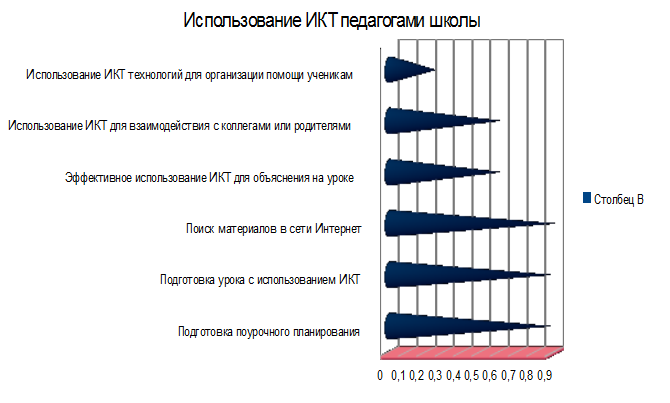 Использование ИКТ педагогами школы
Использование ИКТ технологий для организации помощи ученикам
Использование ИКТ для взаимодействия с коллегами или родителями
Эффективное использование ИКТ для объяснения на уроке
Поиск материалов в сети Интернет
Подготовка урока с использованием ИКТ
Подготовка поурочного планирования
Столбец B
0 0,1 0,2 0,3 0,4 0,5 0,6 0,7 0,8 0,9